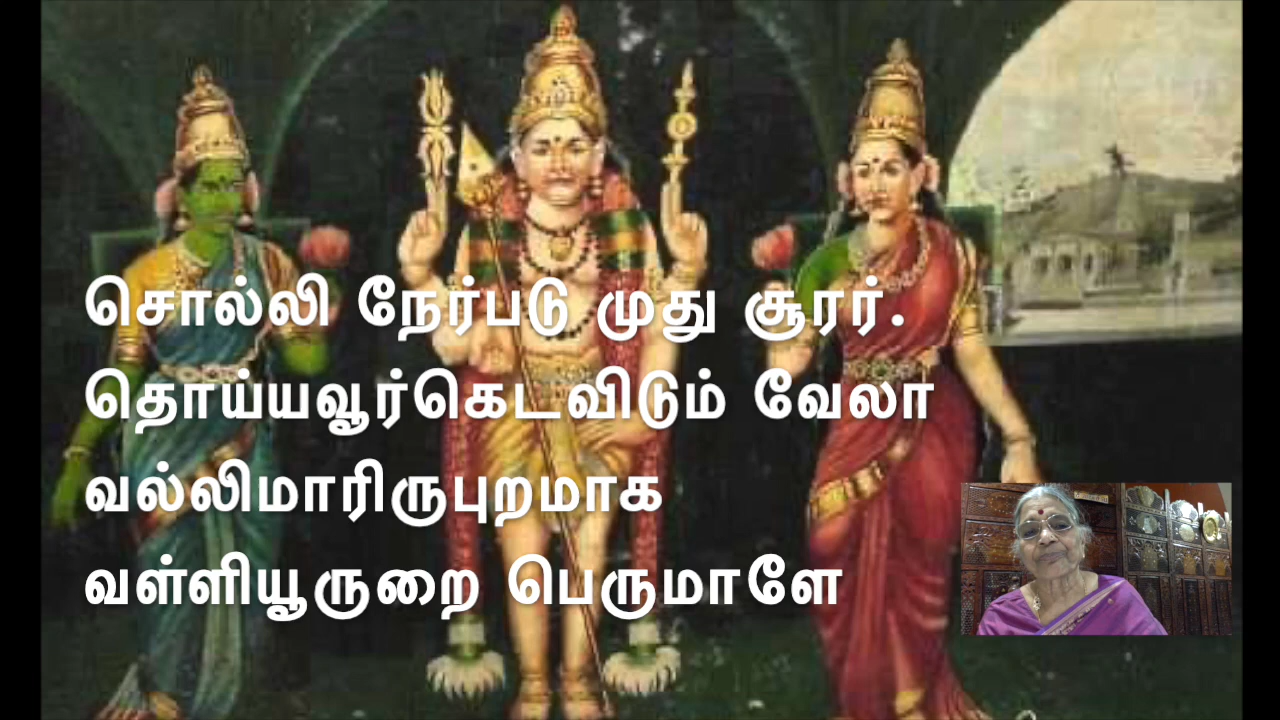 சொல்லி நேர்படு முது சூரர்.
தொய்யவூர்கெடவிடும் வேலா
வல்லிமாரிருபுறமாக
வள்ளியூருறை பெருமாளே